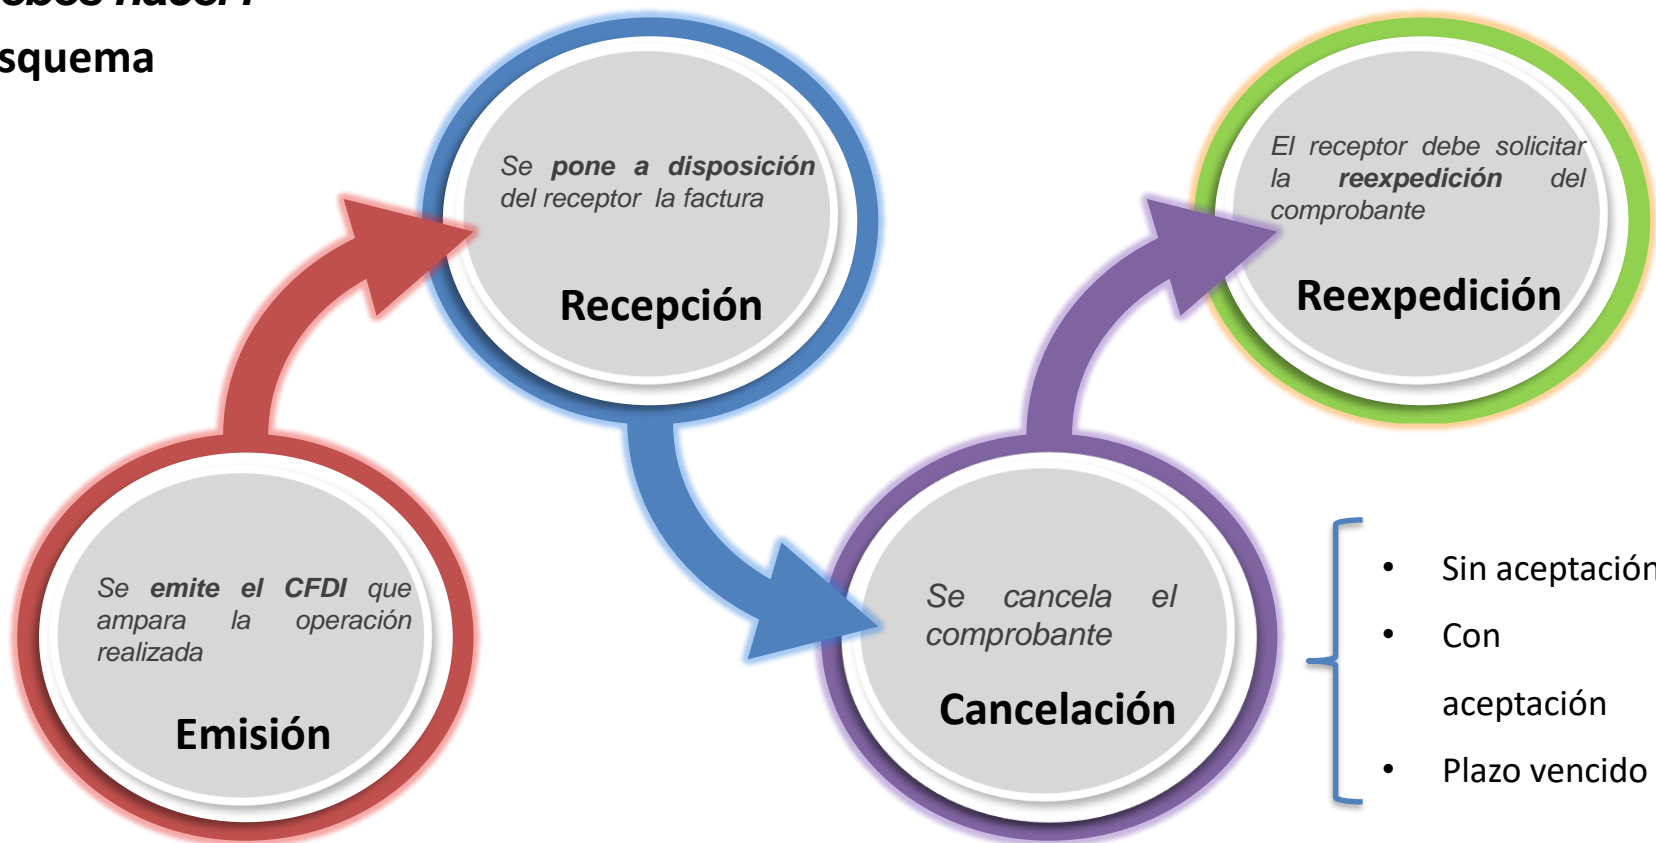 squema
Se pone a disposición
del receptor la factura
Recepción
El receptor debe solicitar
la reexpedición del
comprobante
Reexpedición
Se emite el CFDI que
ampara la operación
realizada
Emisión
Se cancela el
comprobante
Cancelación
• Sin aceptación
• Con
aceptación
• Plazo vencido